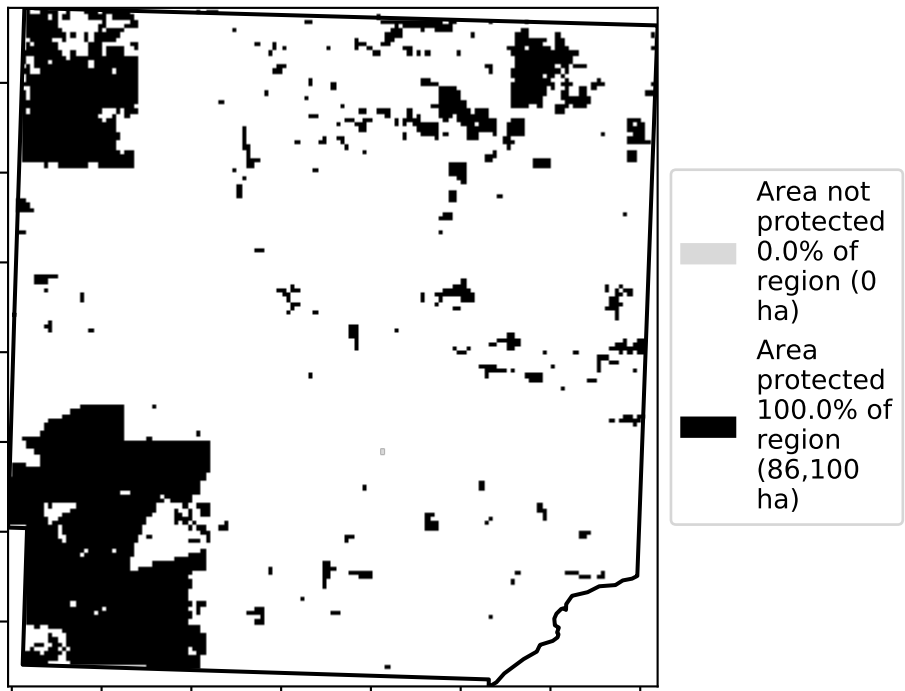 Area not
protected
0.0% of
region (0
ha)
Area
protected
100.0% of
region
(86,100
ha)